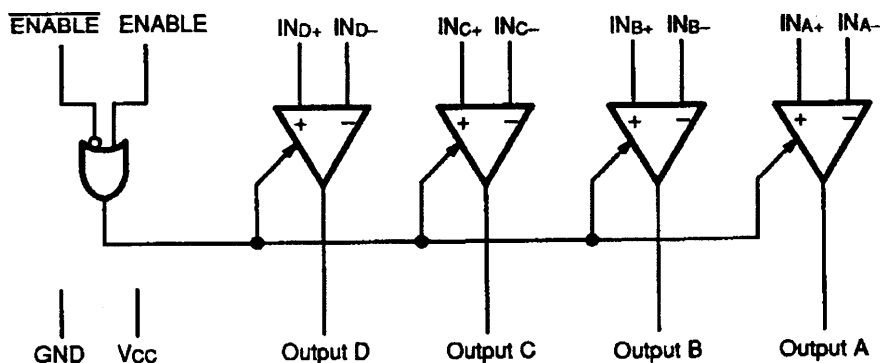 ENABLE ENABLE IND+ IND– INC+ INC– INB+ INB– INA+ INA–
+ – + – + – + –
GND VCC Output D Output C Output B Output A